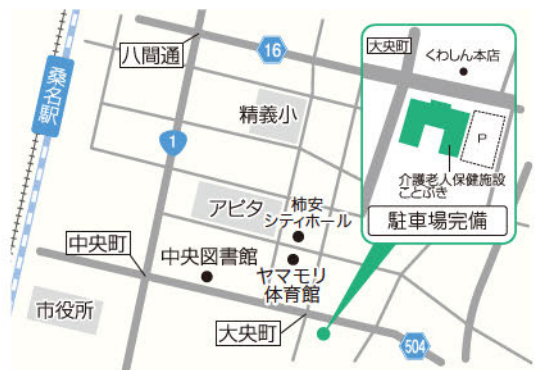 八間通
16
大央町
くわしん本店
桑名駅
精義小
P
1
介護老人保健施設
ことぶき
アピタ
柿安
シティホール
駐車場完備
中央町
中央図書館
ヤマモリ
体育館
市役所
大央町
504